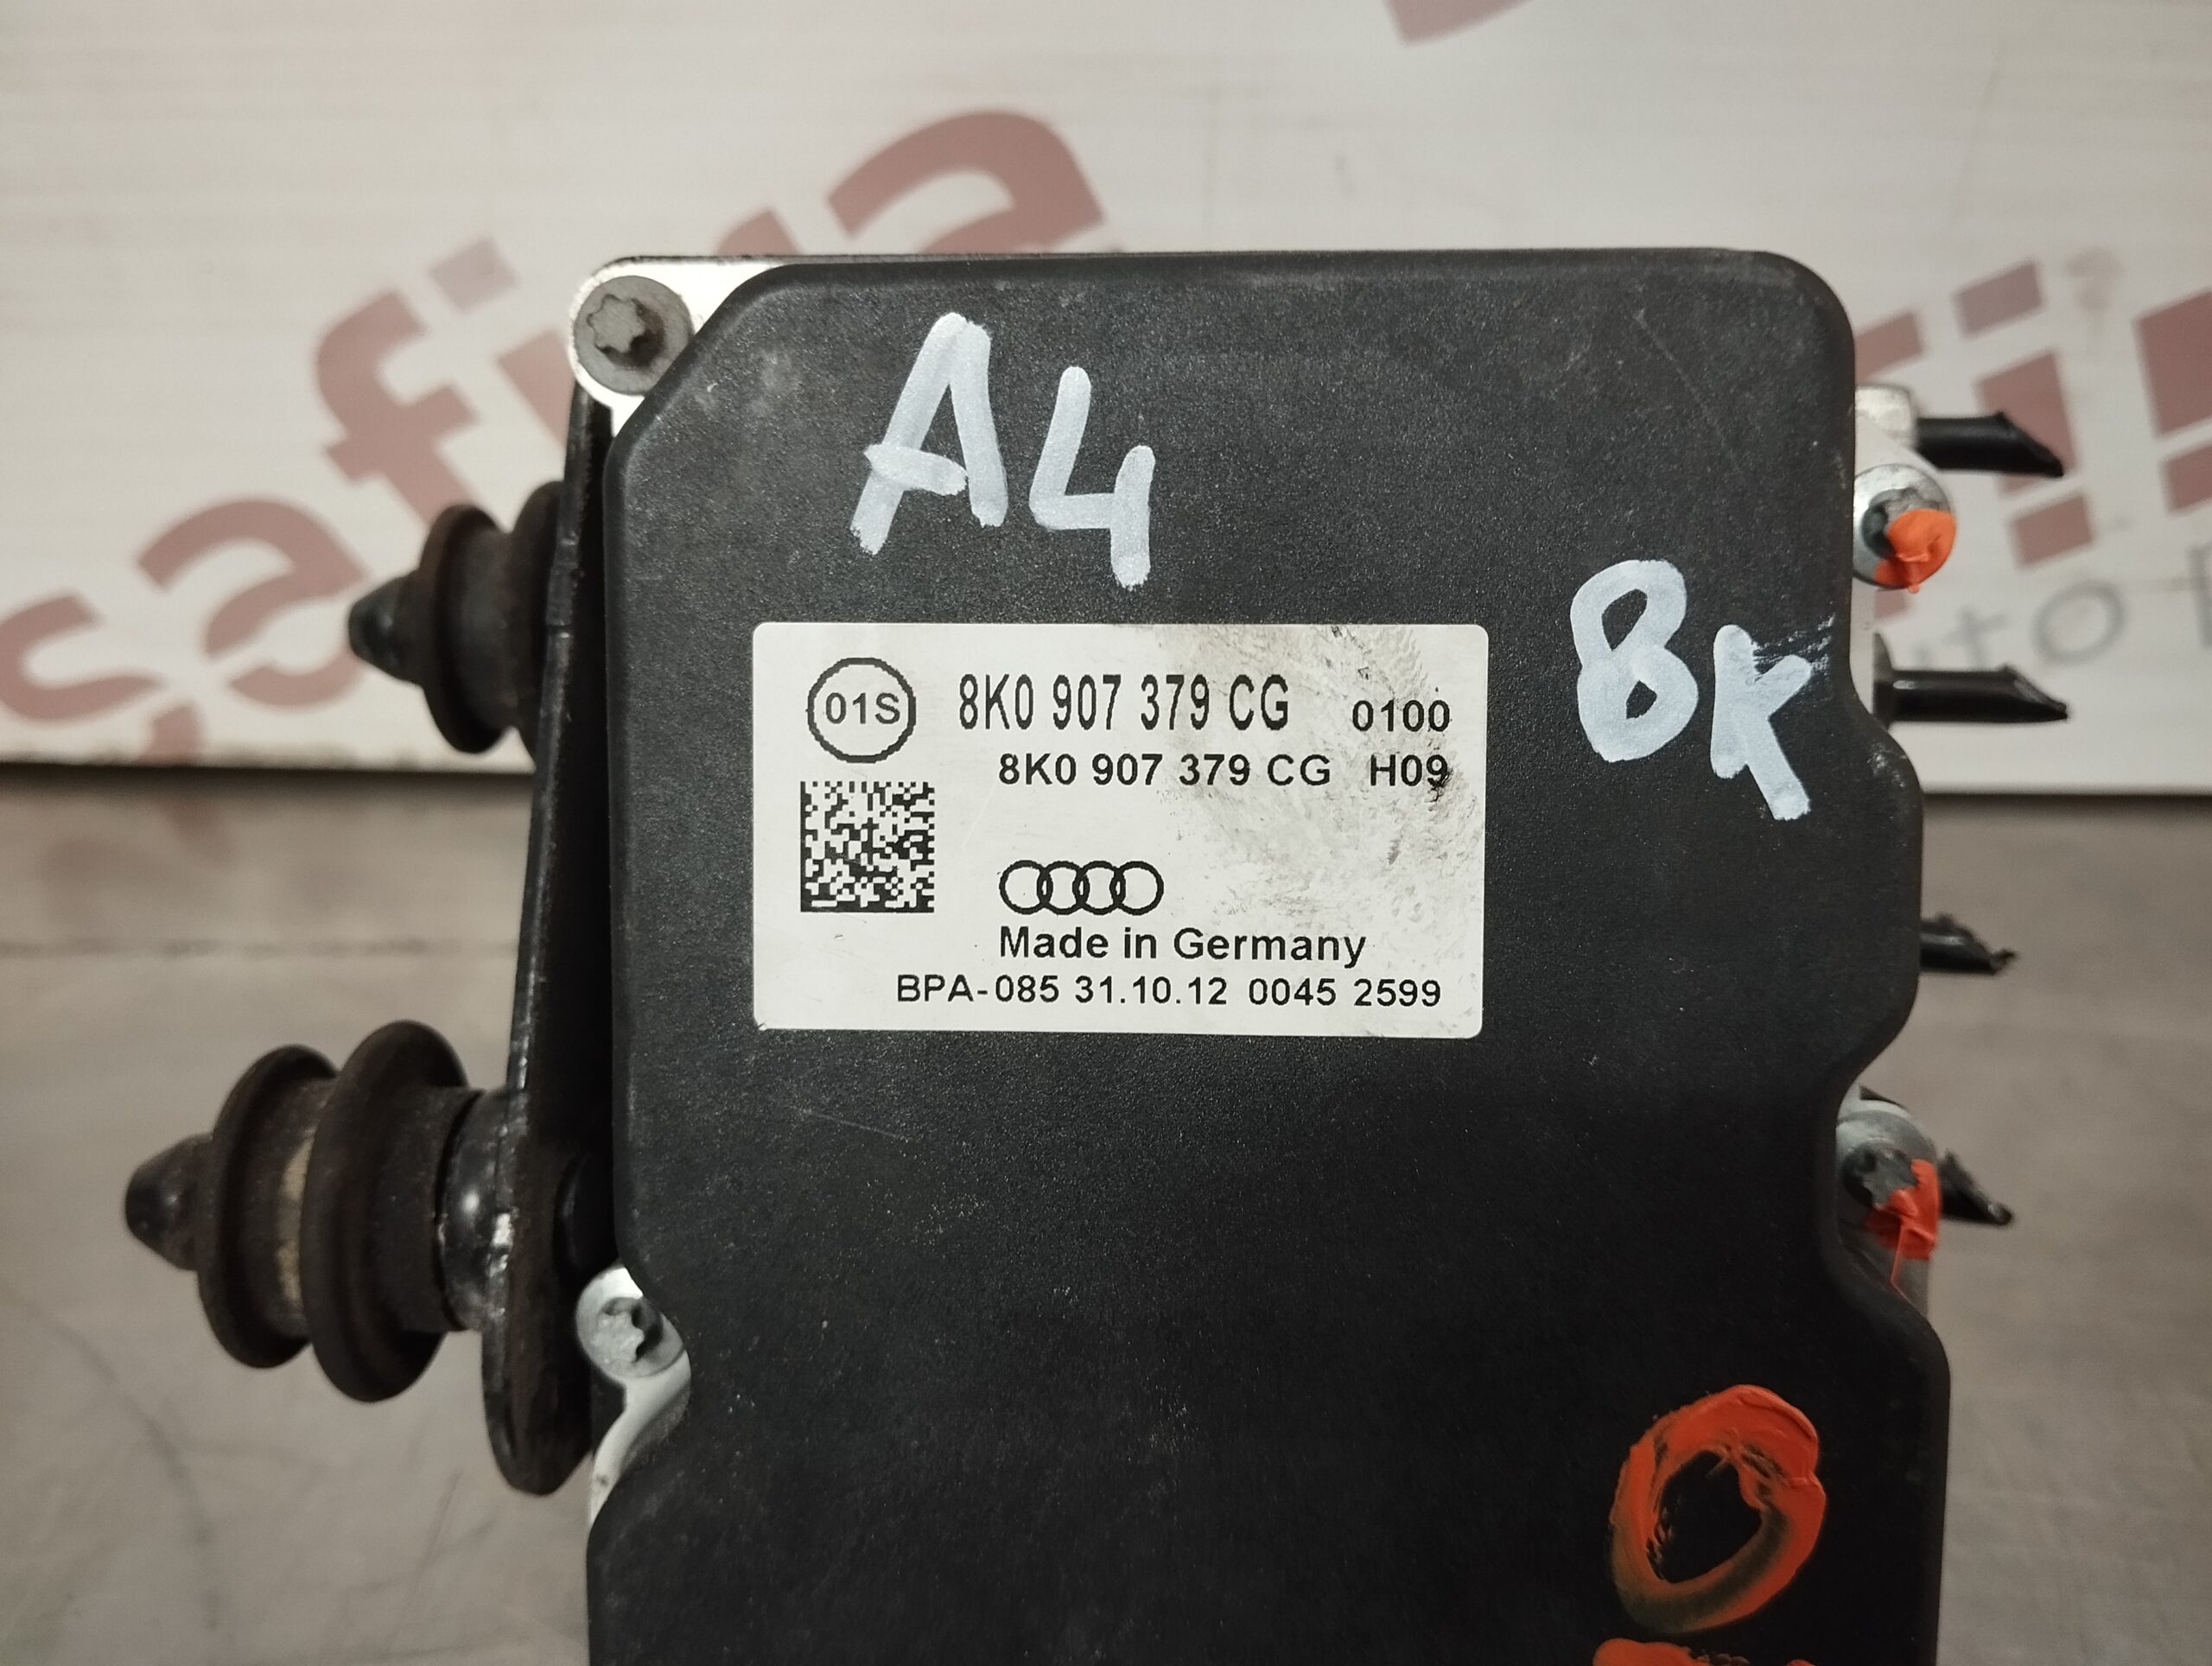 A4
8K
01S
8K0 907 379 CG 0100
8K0 907 379 CG H09
Made in Germany
BPA-085 31.10.12 0045 2599